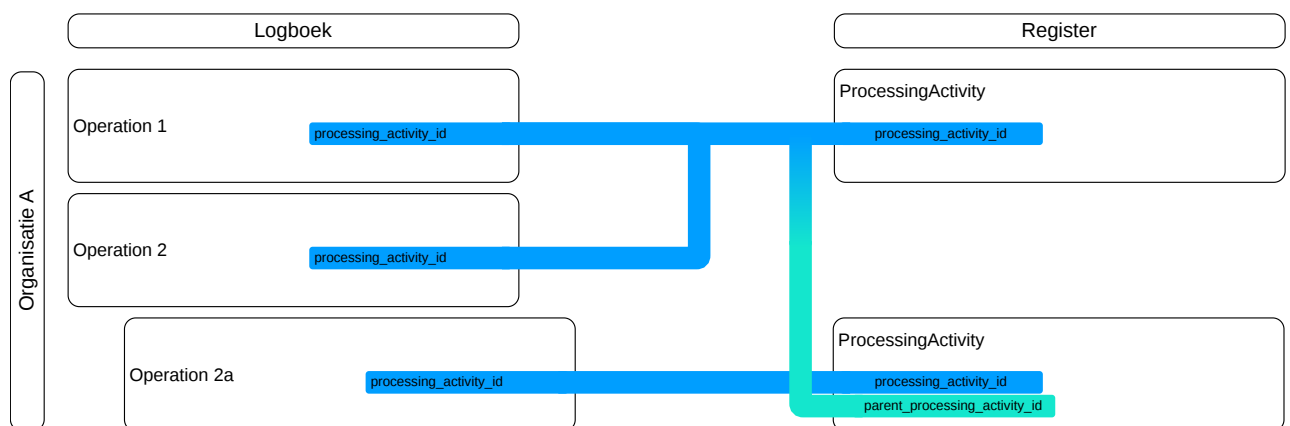 Logboek
Register
Organisatie A
Operation 1
processing_activity_id
ProcessingActivity
processing_activity_id
Operation 2
processing_activity_id
Operation 2a
processing_activity_id
ProcessingActivity
processing_activity_id
parent_processing_activity_id